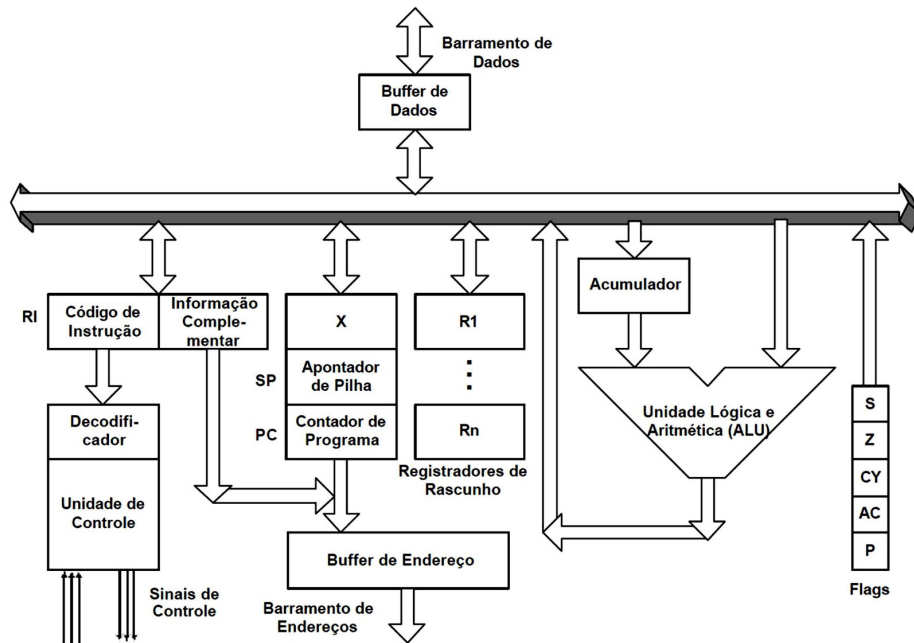 Barramento de
Dados
Buffer de
Dados
RI
Código de
Instrução
Informação
Comple-
mentar
X
SP
Apontador
de Pilha
PC
Contador de
Programa
R1
Rn
Registradores de
Rascunho
Acumulador
Unidade Lógica e
Aritmética (ALU)
S
Z
CY
AC
P
Flags
Decodifi-
cador
Unidade de
Controle
Sinais de
Controle
Buffer de Endereço
Barramento de
Endereços